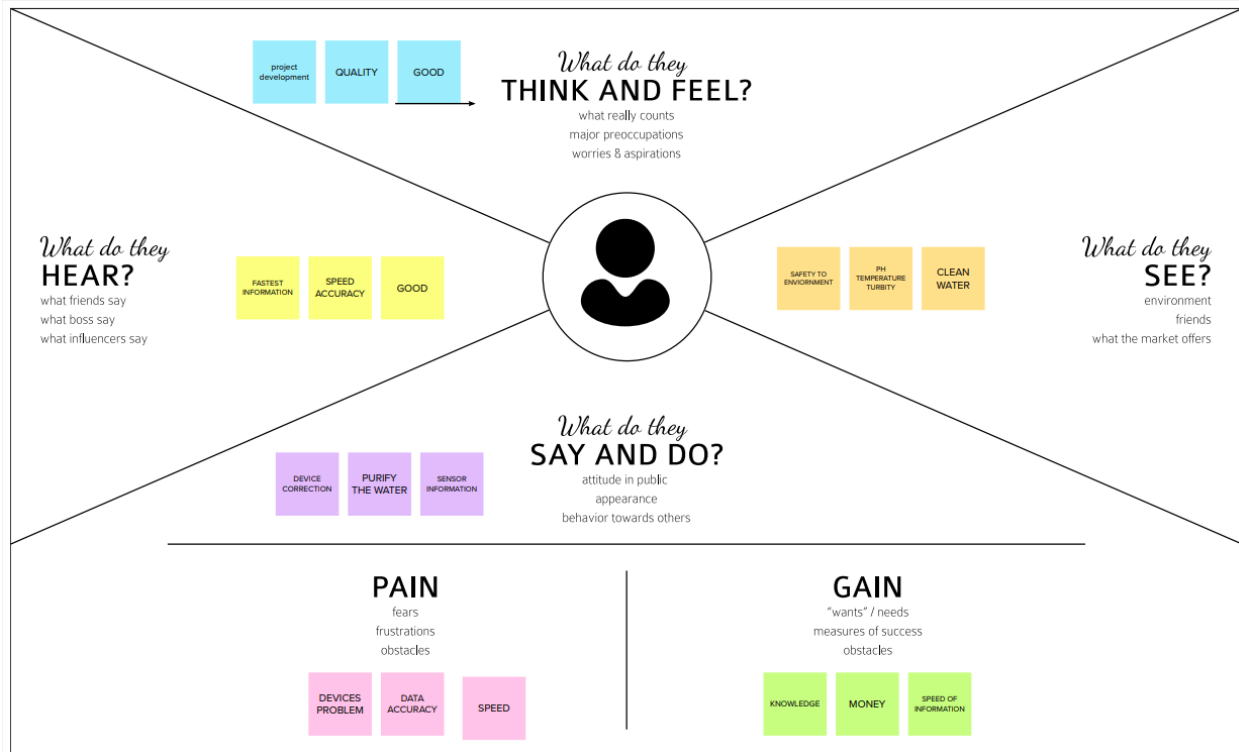 project
development
QUALITY
GOOD
What do they
THINK AND FEEL?
what really counts
major preoccupations
worries & aspirations
What do they
HEAR?
what friends say
what boss say
what influencers say
FASTEST
INFORMATION
SPEED
ACCURACY
GOOD
SAFETY TO
ENVIORNMENT
PH
TEMPERATURE
TURBITY
CLEAN
WATER
What do they
SEE?
environment
friends
what the market offers
What do they
SAY AND DO?
attitude in public
appearance
behavior towards others
DEVICE
CORRECTION
PURIFY
THE WATER
SENSOR
INFORMATION
PAIN
fears
frustrations
obstacles
DEVICES
PROBLEM
DATA
ACCURACY
SPEED
GAIN
"wants" / needs
measures of success
obstacles
KNOWLEDGE
MONEY
SPEED OF
INFORMATION